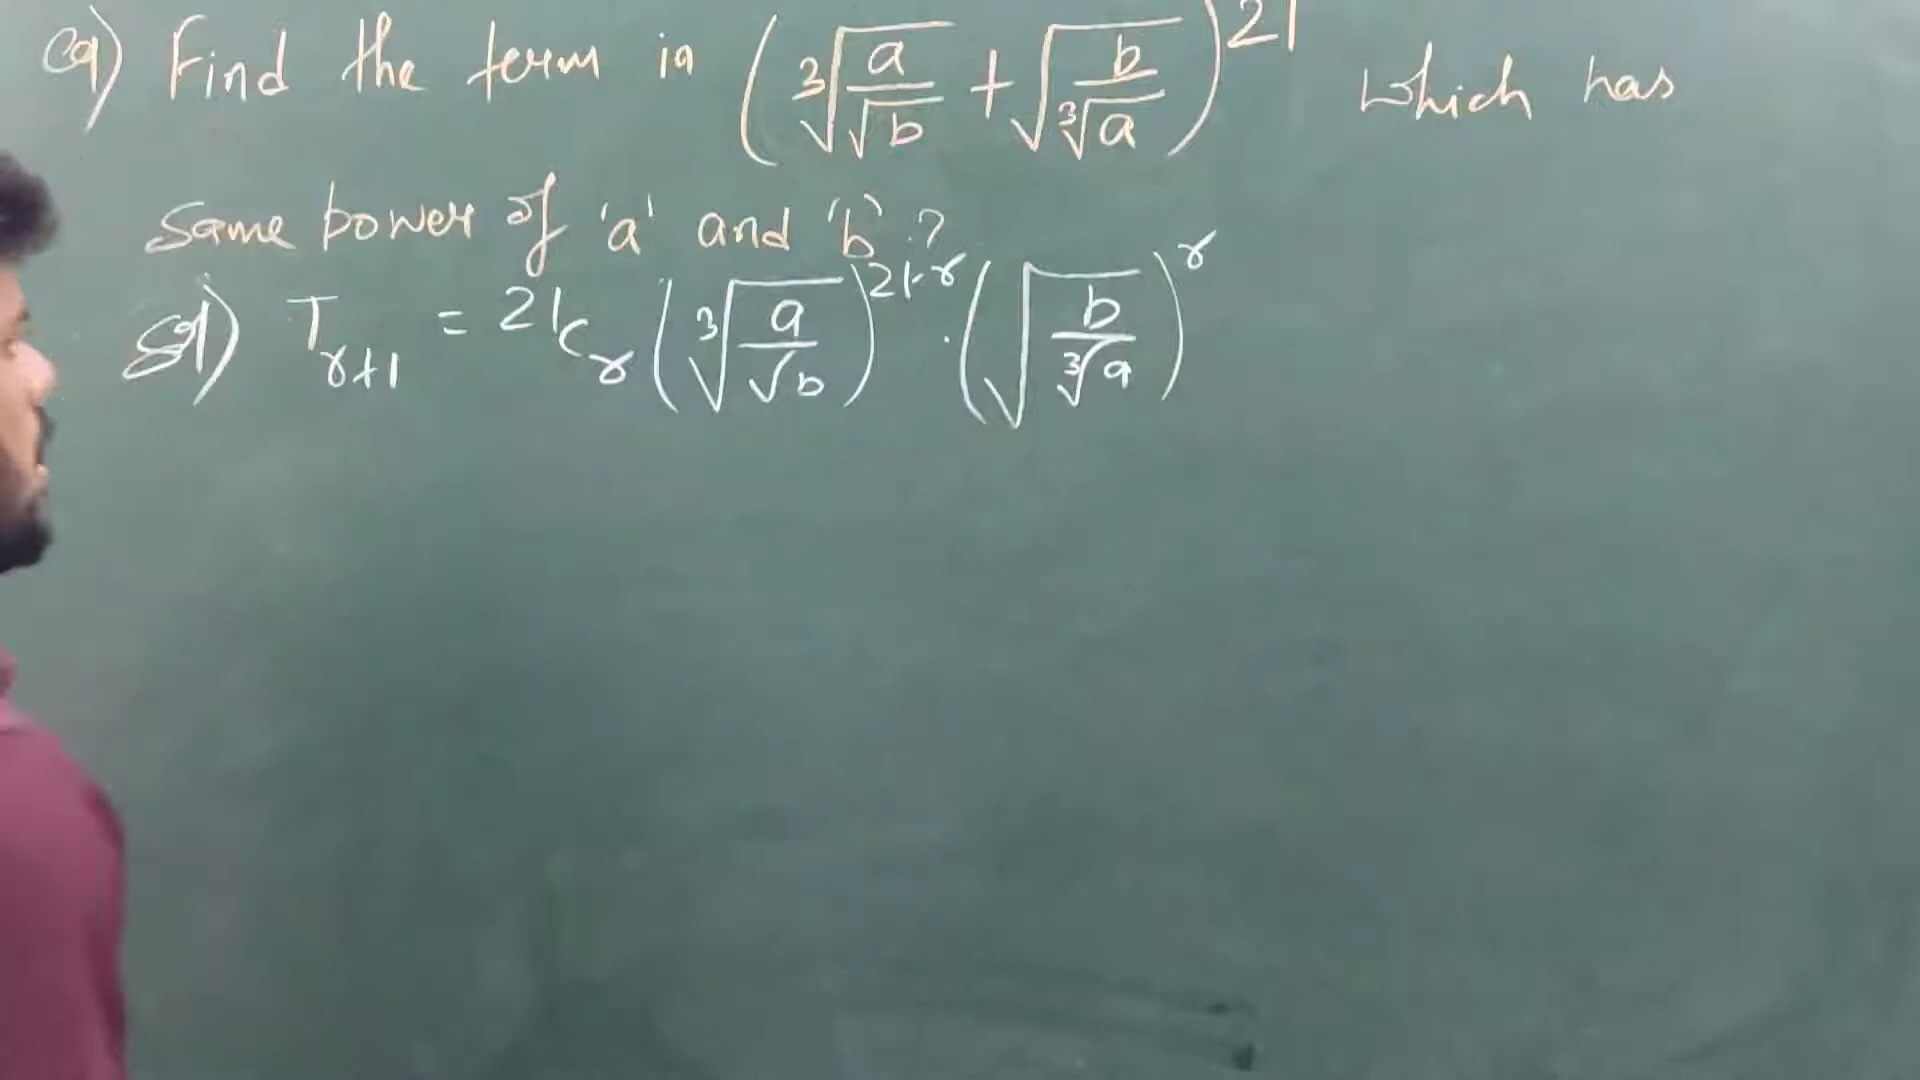 Q) Find the term in (∛(a/√b) + √(b/∛a))^21 which has
Same power of 'a' and 'b'?
Sol) T_{r+1} = 21C_r (∛(a/√b))^{21-r} · (√(b/∛a))^r